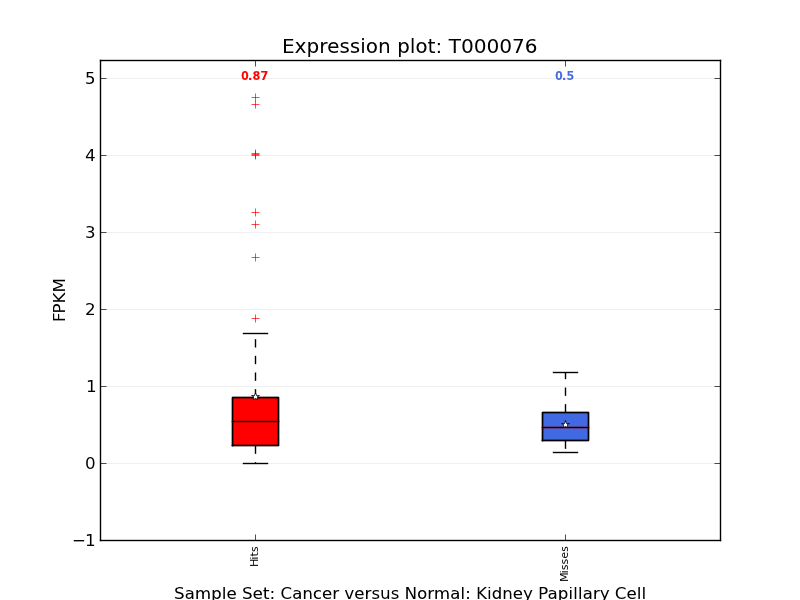 Expression plot: T000076
0.87
0.5
5
4
3
2
1
0
−1
FPKM
Hits
Misses
Sample Set: Cancer versus Normal: Kidney Papillary Cell